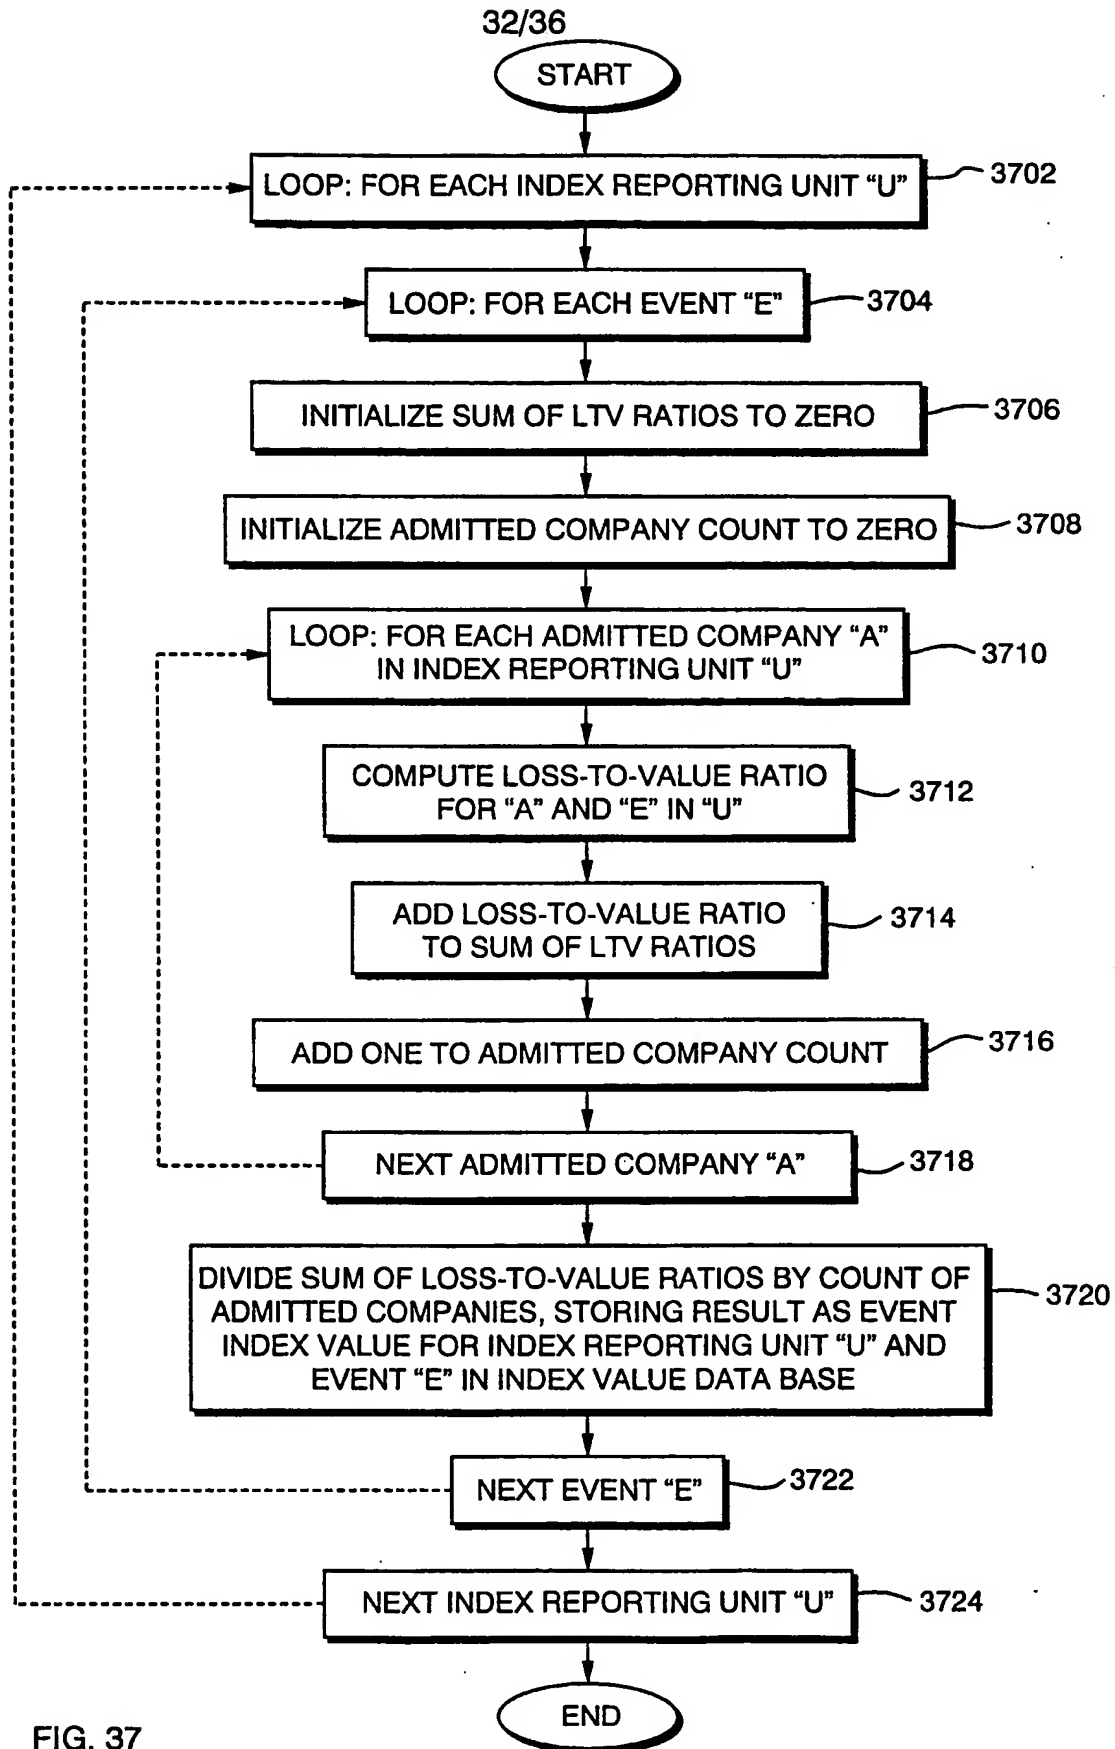 32/36
START
LOOP: FOR EACH INDEX REPORTING UNIT “U”
3702
LOOP: FOR EACH EVENT “E”
3704
INITIALIZE SUM OF LTV RATIOS TO ZERO
3706
INITIALIZE ADMITTED COMPANY COUNT TO ZERO
3708
LOOP: FOR EACH ADMITTED COMPANY “A”
IN INDEX REPORTING UNIT “U”
3710
COMPUTE LOSS-TO-VALUE RATIO
FOR “A” AND “E” IN “U”
3712
ADD LOSS-TO-VALUE RATIO
TO SUM OF LTV RATIOS
3714
ADD ONE TO ADMITTED COMPANY COUNT
3716
NEXT ADMITTED COMPANY “A”
3718
DIVIDE SUM OF LOSS-TO-VALUE RATIOS BY COUNT OF
ADMITTED COMPANIES, STORING RESULT AS EVENT
INDEX VALUE FOR INDEX REPORTING UNIT “U” AND
EVENT “E” IN INDEX VALUE DATA BASE
3720
NEXT EVENT “E”
3722
NEXT INDEX REPORTING UNIT “U”
3724
END
FIG. 37